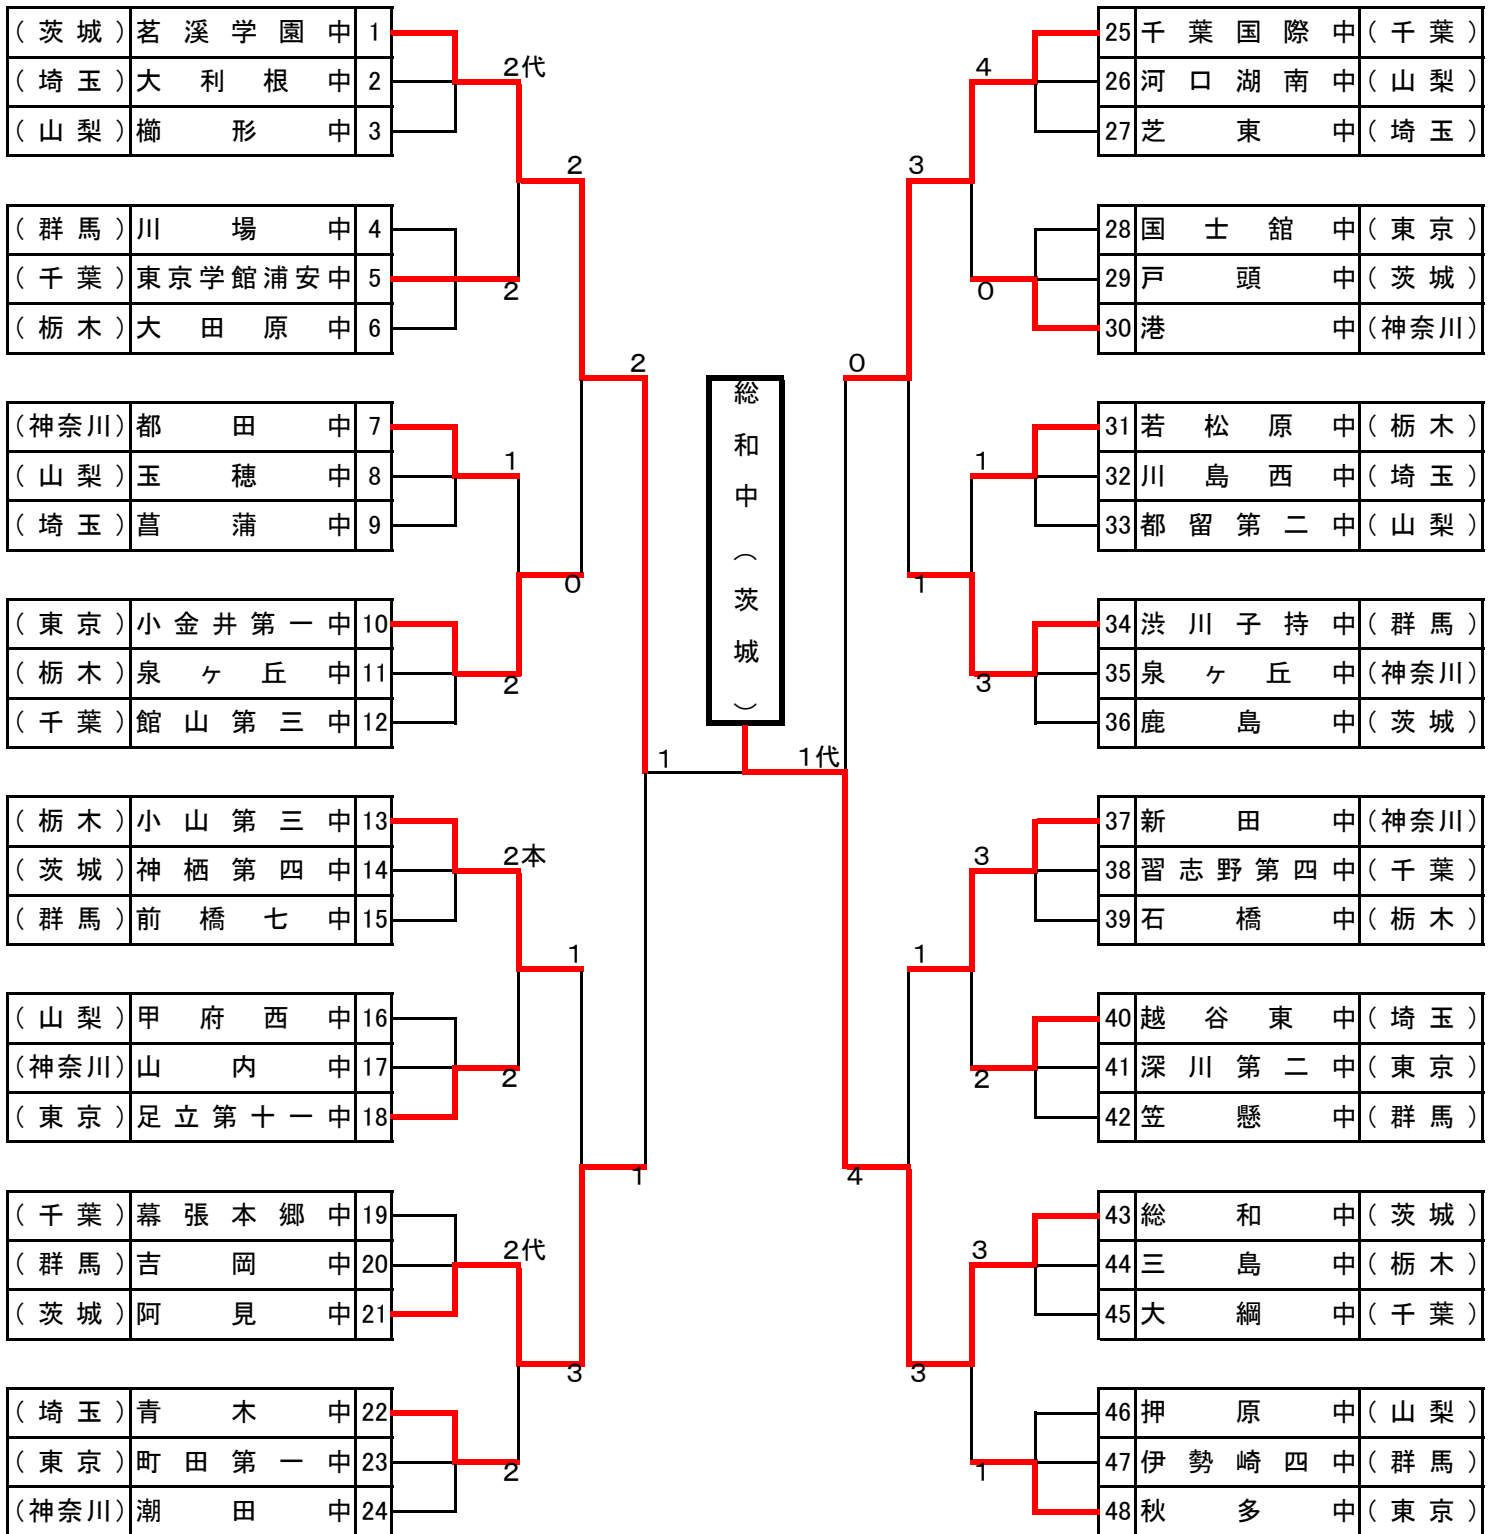 (茨城)茗溪学園中 1
(埼玉)大利根中 2
(山梨)櫛形中 3
(群馬)川場中 4
(千葉)東京学館浦安中 5
(栃木)大田原中 6
(神奈川)都田中 7
(山梨)玉穂中 8
(埼玉)菖蒲中 9
(東京)小金井第一中 10
(栃木)泉ヶ丘中 11
(千葉)館山第三中 12
(栃木)小山第三中 13
(茨城)神栖第四中 14
(群馬)前橋七中 15
(山梨)甲府西中 16
(神奈川)山内中 17
(東京)足立第十一中 18
(千葉)幕張本郷中 19
(群馬)吉岡中 20
(茨城)阿見中 21
(埼玉)青木中 22
(東京)町田第一中 23
(神奈川)潮田中 24
2代
2
1
2
2本
2
2代
2
2
0
1
3
2
1
1
総和中(茨城)
1代
0
4
3
1
1
3
4
0
1
3
3
2
3
1
25 千葉国際中(千葉)
26 河口湖南中(山梨)
27 芝東中(埼玉)
28 国士舘中(東京)
29 戸頭中(茨城)
30 港中(神奈川)
31 若松原中(栃木)
32 川島西中(埼玉)
33 都留第二中(山梨)
34 渋川子持中(群馬)
35 泉ヶ丘中(神奈川)
36 鹿島中(茨城)
37 新田中(神奈川)
38 習志野第四中(千葉)
39 石橋中(栃木)
40 越谷東中(埼玉)
41 深川第二中(東京)
42 笠懸中(群馬)
43 総和中(茨城)
44 三島中(栃木)
45 大綱中(千葉)
46 押原中(山梨)
47 伊勢崎四中(群馬)
48 秋多中(東京)